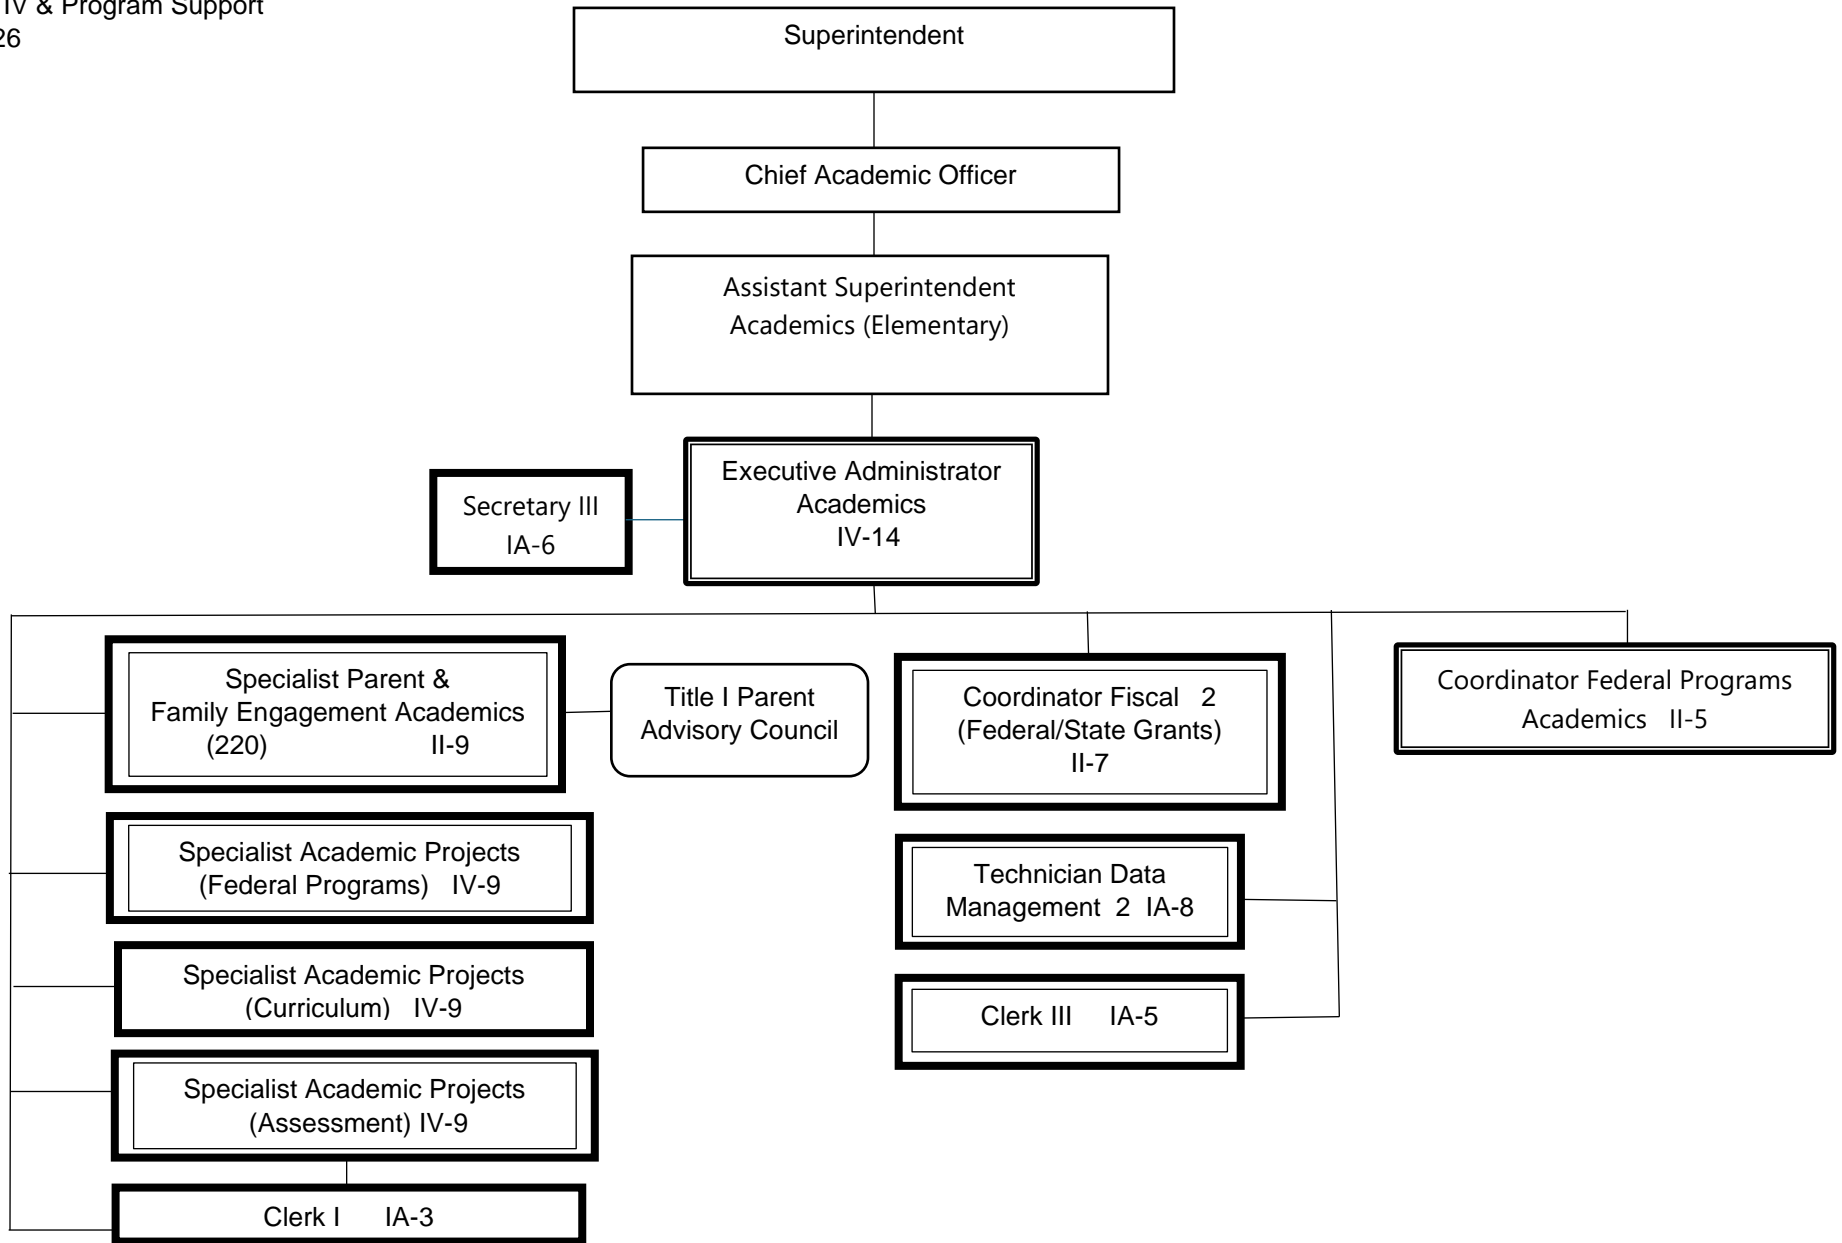 IV & Program Support
26
Superintendent
Chief Academic Officer
Assistant Superintendent
Academics (Elementary)
Executive Administrator
Academics
IV-14
Secretary III
IA-6
Specialist Parent &
Family Engagement Academics
(220) II-9
Title I Parent
Advisory Council
Coordinator Fiscal 2
(Federal/State Grants)
II-7
Coordinator Federal Programs
Academics II-5
Specialist Academic Projects
(Federal Programs) IV-9
Technician Data
Management 2 IA-8
Specialist Academic Projects
(Curriculum) IV-9
Clerk III IA-5
Specialist Academic Projects
(Assessment) IV-9
Clerk I IA-3